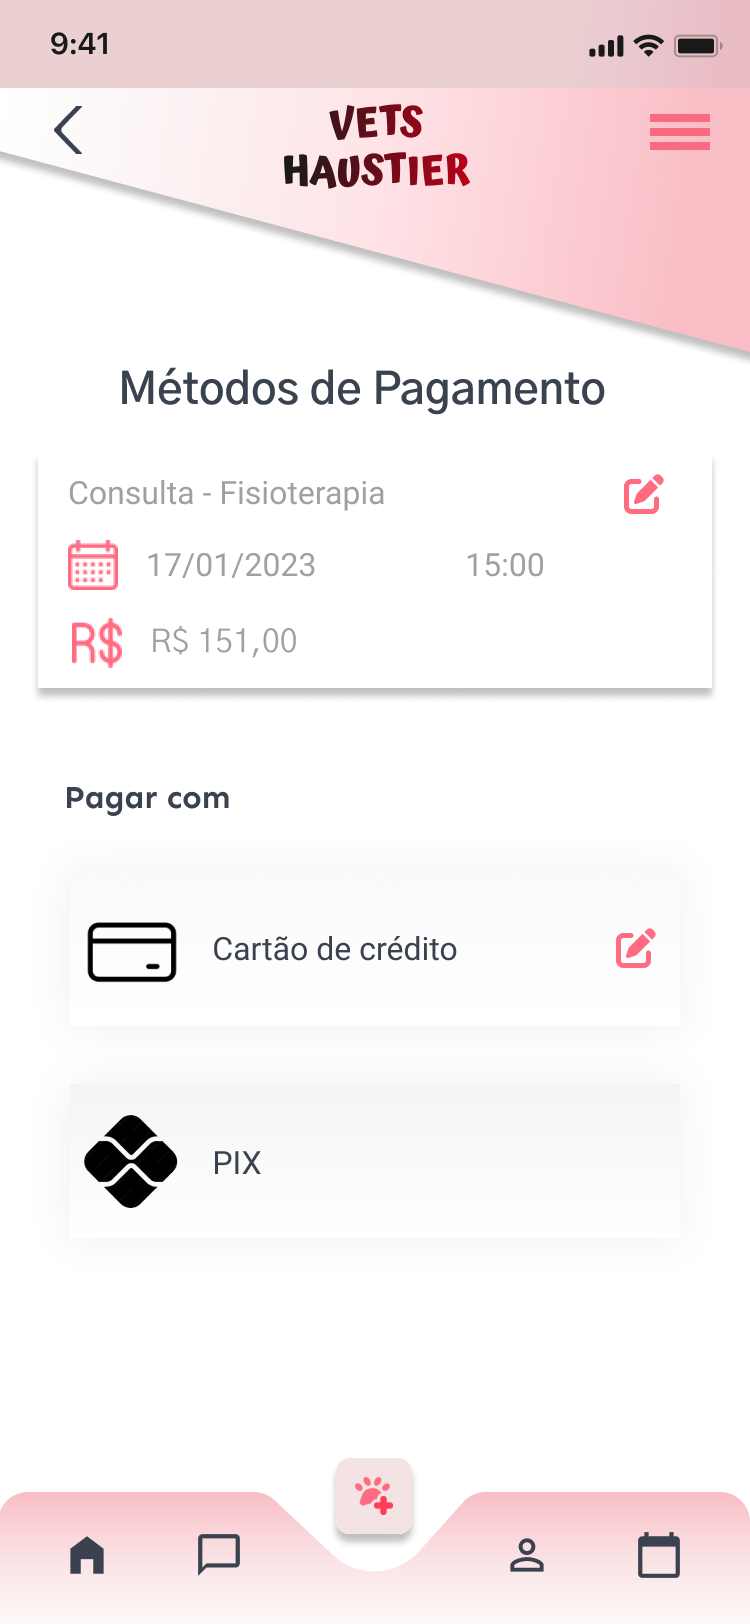 9:41
VETS
HAUSTIER
Métodos de Pagamento
Consulta - Fisioterapia
17/01/2023 15:00
R$ R$ 151,00
Pagar com
Cartão de crédito
PIX